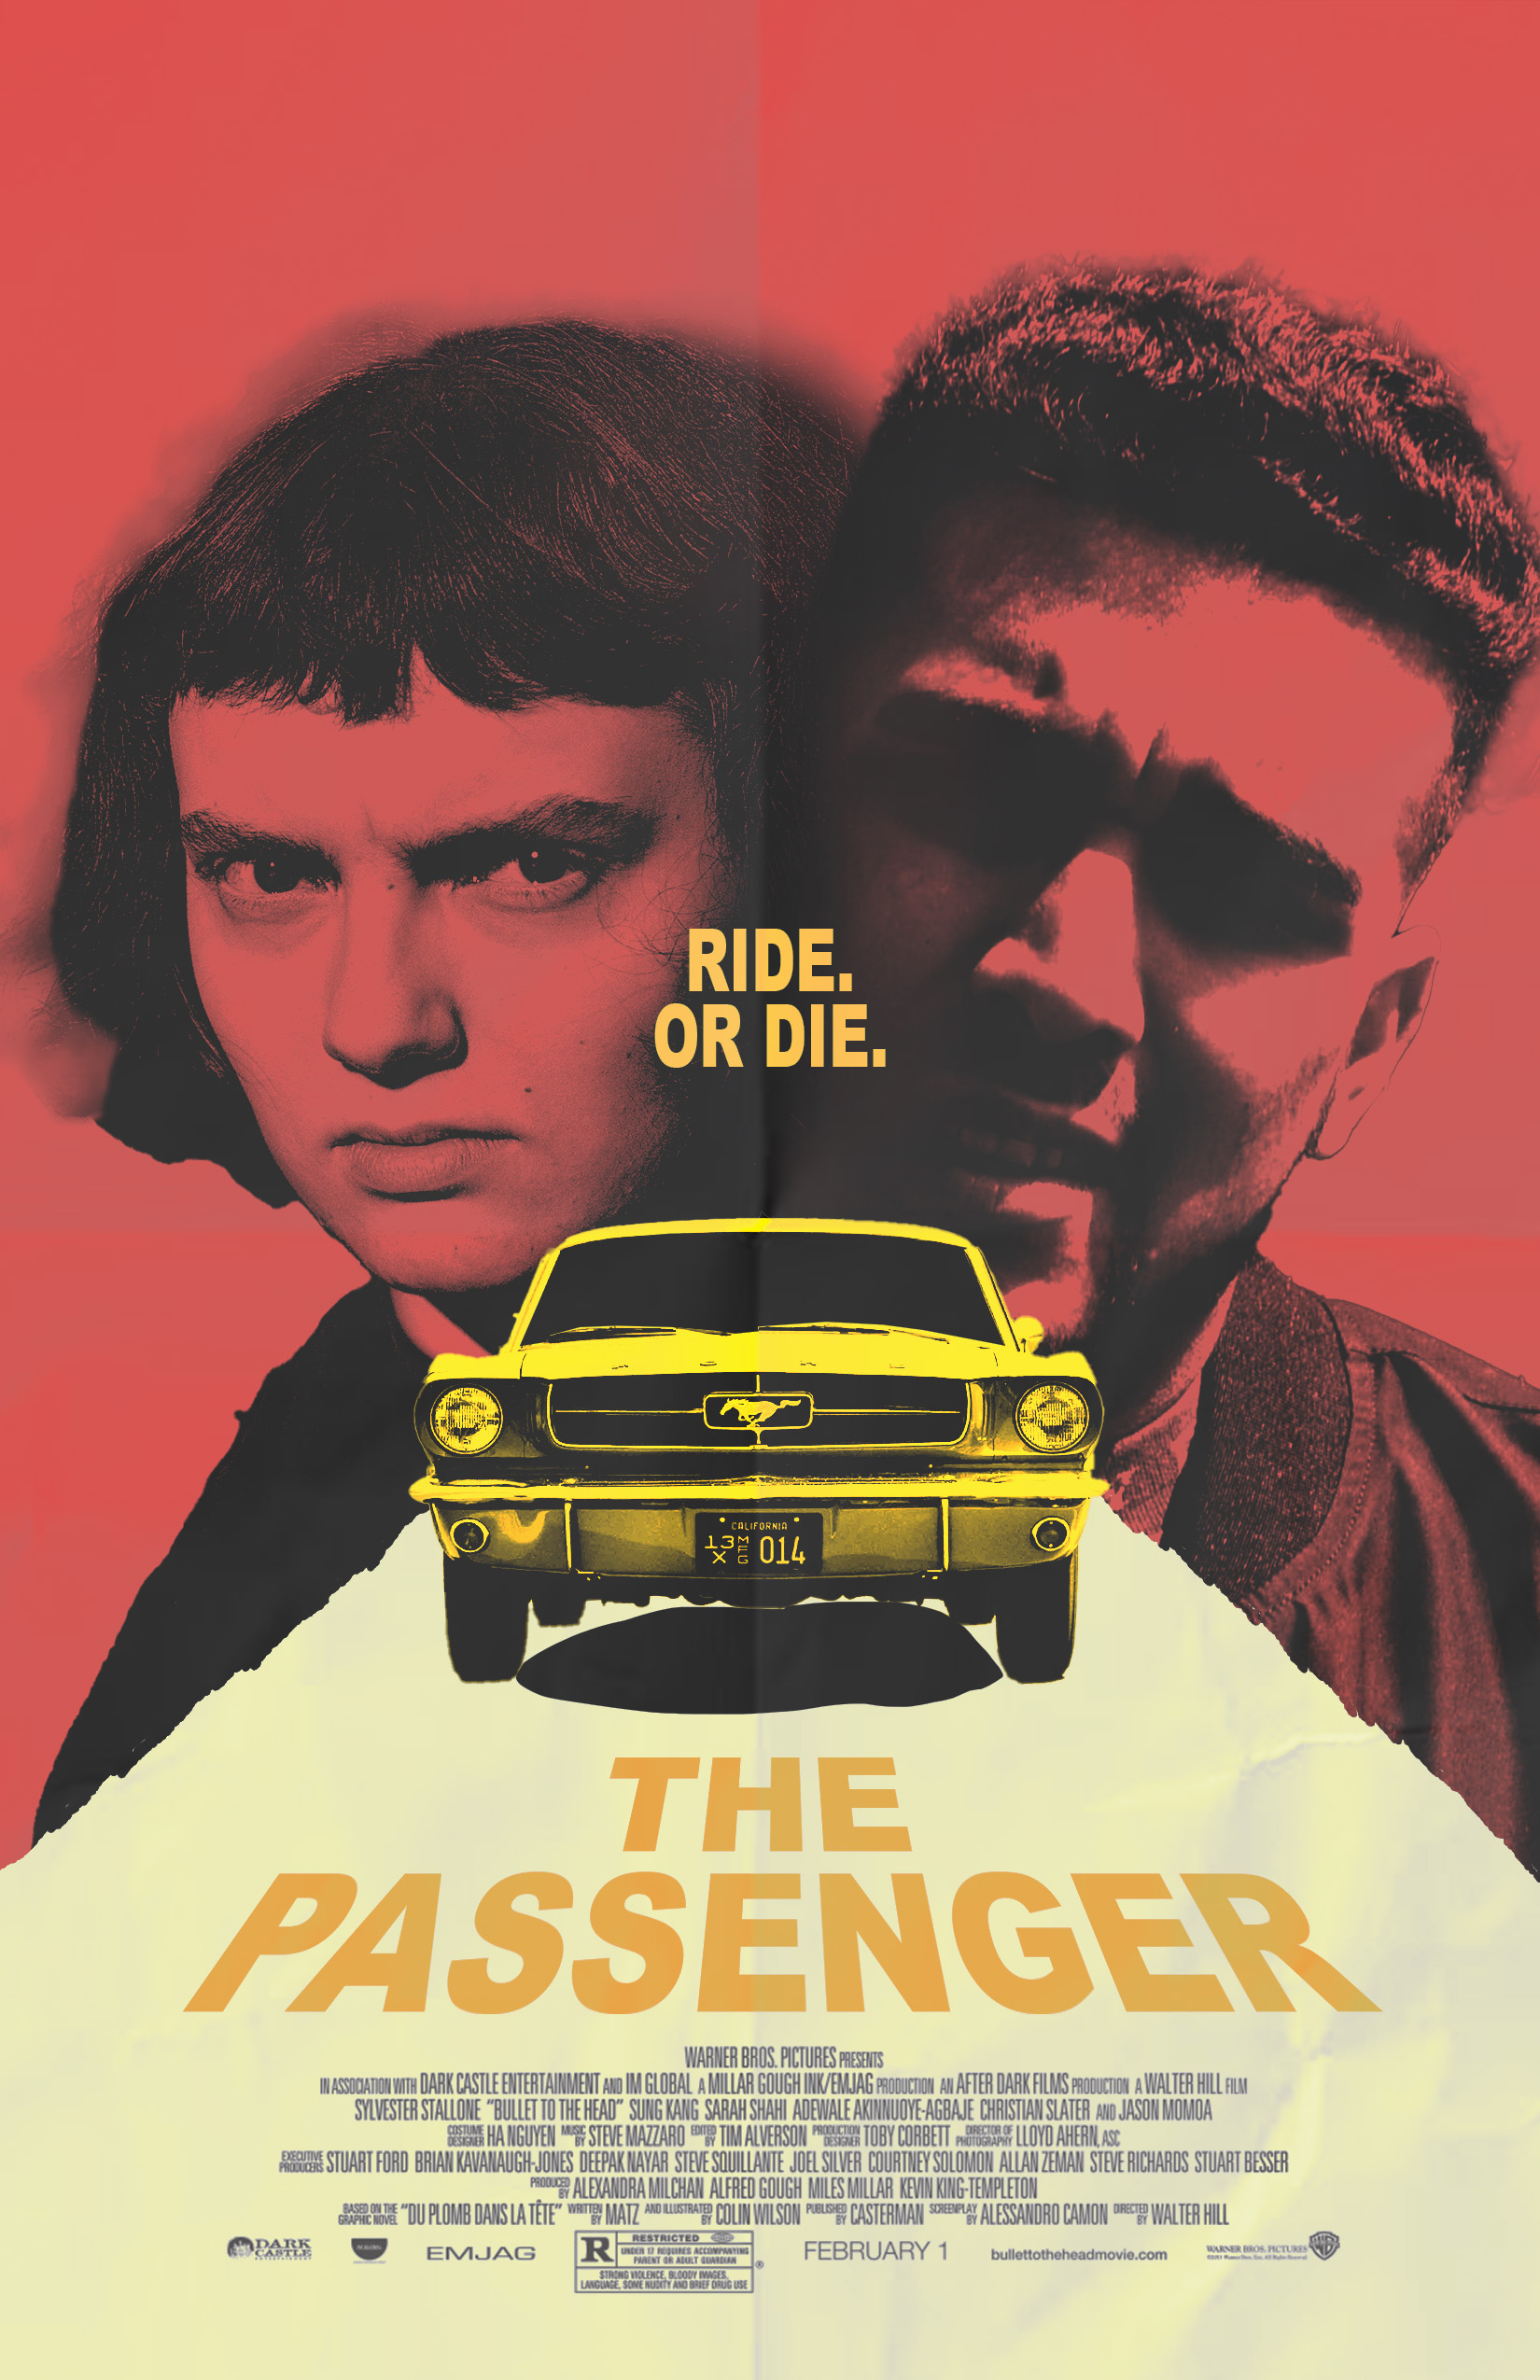 RIDE.
OR DIE.
CALIFORNIA
13 X MFG 014
THE
PASSENGER
WARNER BROS. PICTURES PRESENTS
IN ASSOCIATION WITH DARK CASTLE ENTERTAINMENT AND IM GLOBAL A MILLAR GOUGH INK/EMJAG PRODUCTION AN AFTER DARK FILMS PRODUCTION A WALTER HILL FILM
SYLVESTER STALLONE "BULLET TO THE HEAD" SUNG KANG SARAH SHAHI ADEWALE AKINNUOYE-AGBAJE CHRISTIAN SLATER AND JASON MOMOA
COSTUME DESIGNER HA NGUYEN MUSIC BY STEVE MAZZARO EDITED BY TIM ALVERSON PRODUCTION DESIGNER TOBY CORBETT DIRECTOR OF PHOTOGRAPHY LLOYD AHERN, ASC
EXECUTIVE PRODUCERS STUART FORD BRIAN KAVANAUGH-JONES DEEPAK NAYAR STEVE SQUILLANTE JOEL SILVER COURTNEY SOLOMON ALLAN ZEMAN STEVE RICHARDS STUART BESSER
PRODUCED BY ALEXANDRA MILCHAN ALFRED GOUGH MILES MILLAR KEVIN KING-TEMPLETON
BASED ON THE GRAPHIC NOVEL "DU PLOMB DANS LA TÊTE" WRITTEN BY MATZ AND ILLUSTRATED BY COLIN WILSON PUBLISHED BY CASTERMAN SCREENPLAY BY ALESSANDRO CAMON DIRECTED BY WALTER HILL
DARK CASTLE
EMJAG
R RESTRICTED
UNDER 17 REQUIRES ACCOMPANYING
PARENT OR ADULT GUARDIAN
STRONG VIOLENCE, BLOODY IMAGES,
LANGUAGE, SOME NUDITY AND BRIEF DRUG USE
®
FEBRUARY 1
bullettotheheadmovie.com
WARNER BROS. PICTURES